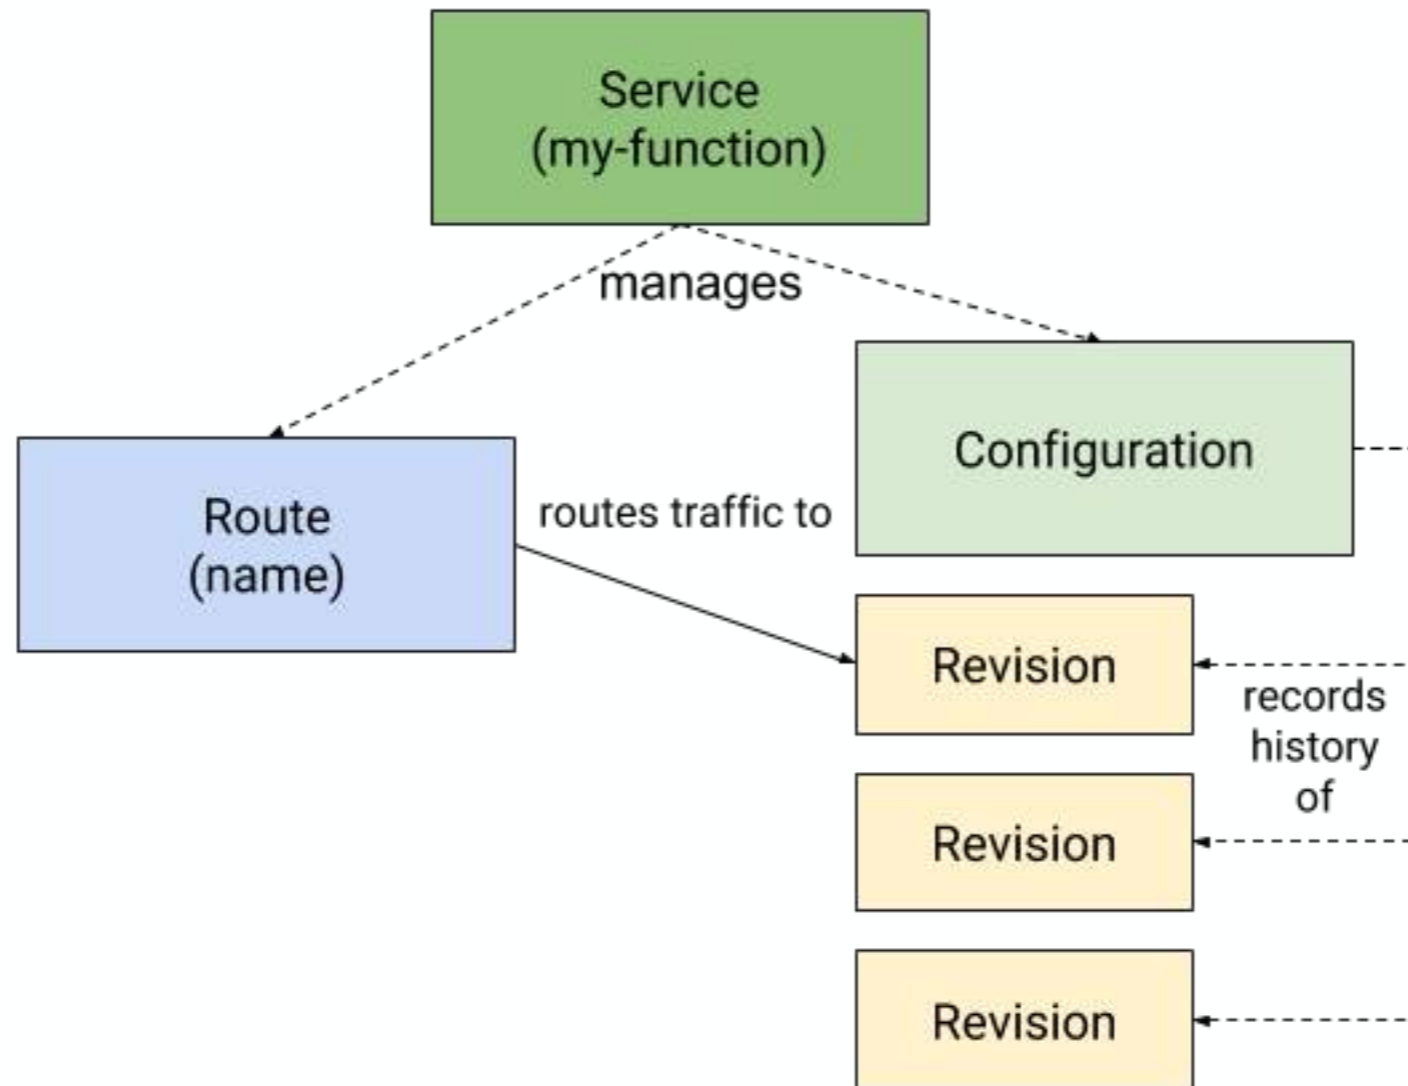 Service
(my-function)
manages
Configuration
Route
(name)
routes traffic to
Revision
records
history
of
Revision
Revision